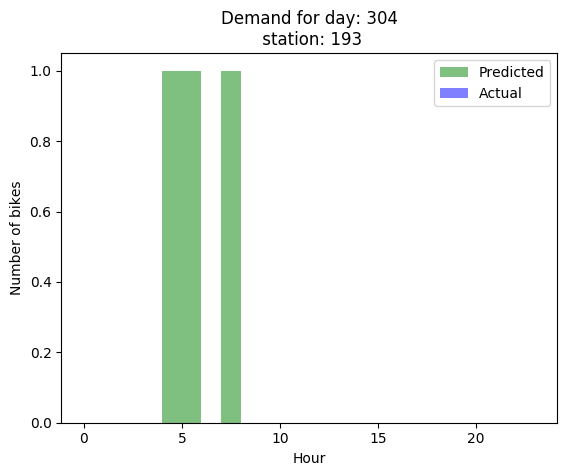 Demand for day: 304
station: 193
Predicted
Actual
Number of bikes
1.0
0.8
0.6
0.4
0.2
0.0
0
5
10
15
20
Hour